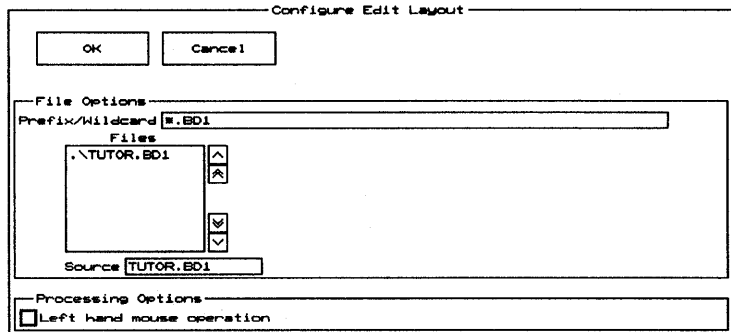 Configure Edit Layout
OK Cancel
File Options
Prefix/Wildcard *.BD1
Files
.\TUTOR.BD1
Source TUTOR.BD1
Processing Options
Left hand mouse operation